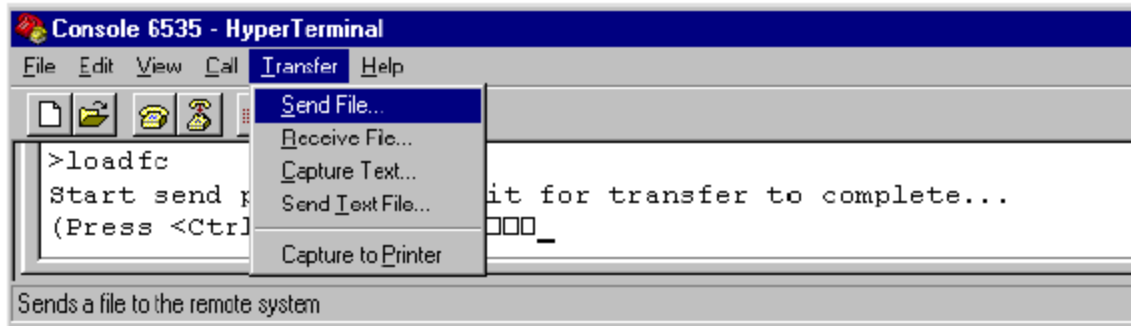 Console 6535 - HyperTerminal
File Edit View Call Transfer Help
Send File...
Receive File...
Capture Text...
Send Text File...
Capture to Printer
>loadfc
Start send p it for transfer to complete...
(Press <Ctrl
Sends a file to the remote system